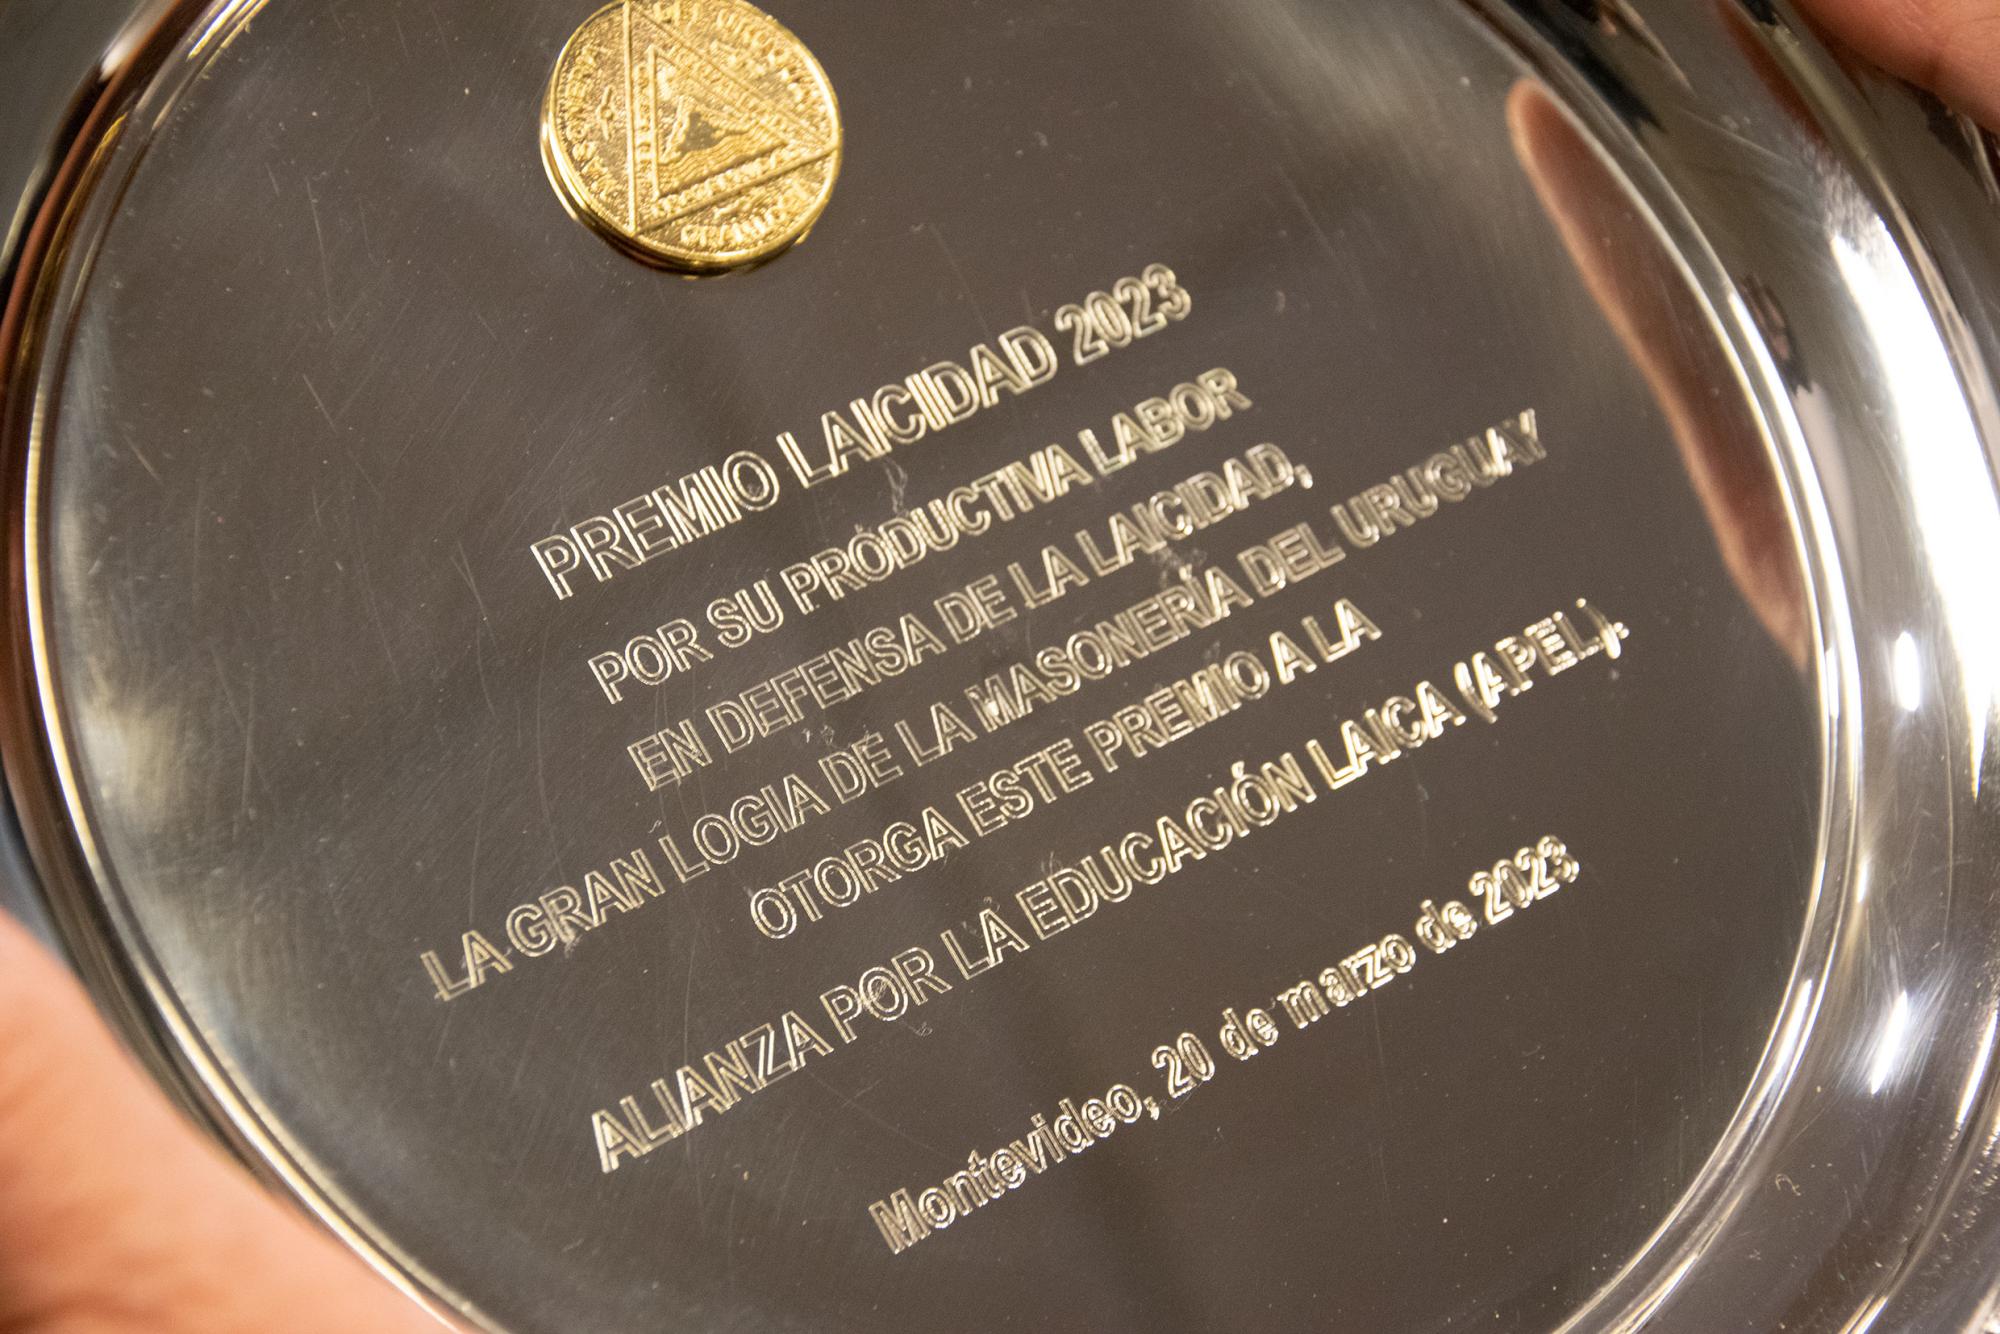 PREMIO LAICIDAD 2023
POR SU PRODUCTIVA LABOR
EN DEFENSA DE LA LAICIDAD,
LA GRAN LOGIA DE LA MASONERÍA DEL URUGUAY
OTORGA ESTE PREMIO A LA
ALIANZA POR LA EDUCACIÓN LAICA (APEL).
Montevideo, 20 de marzo de 2023